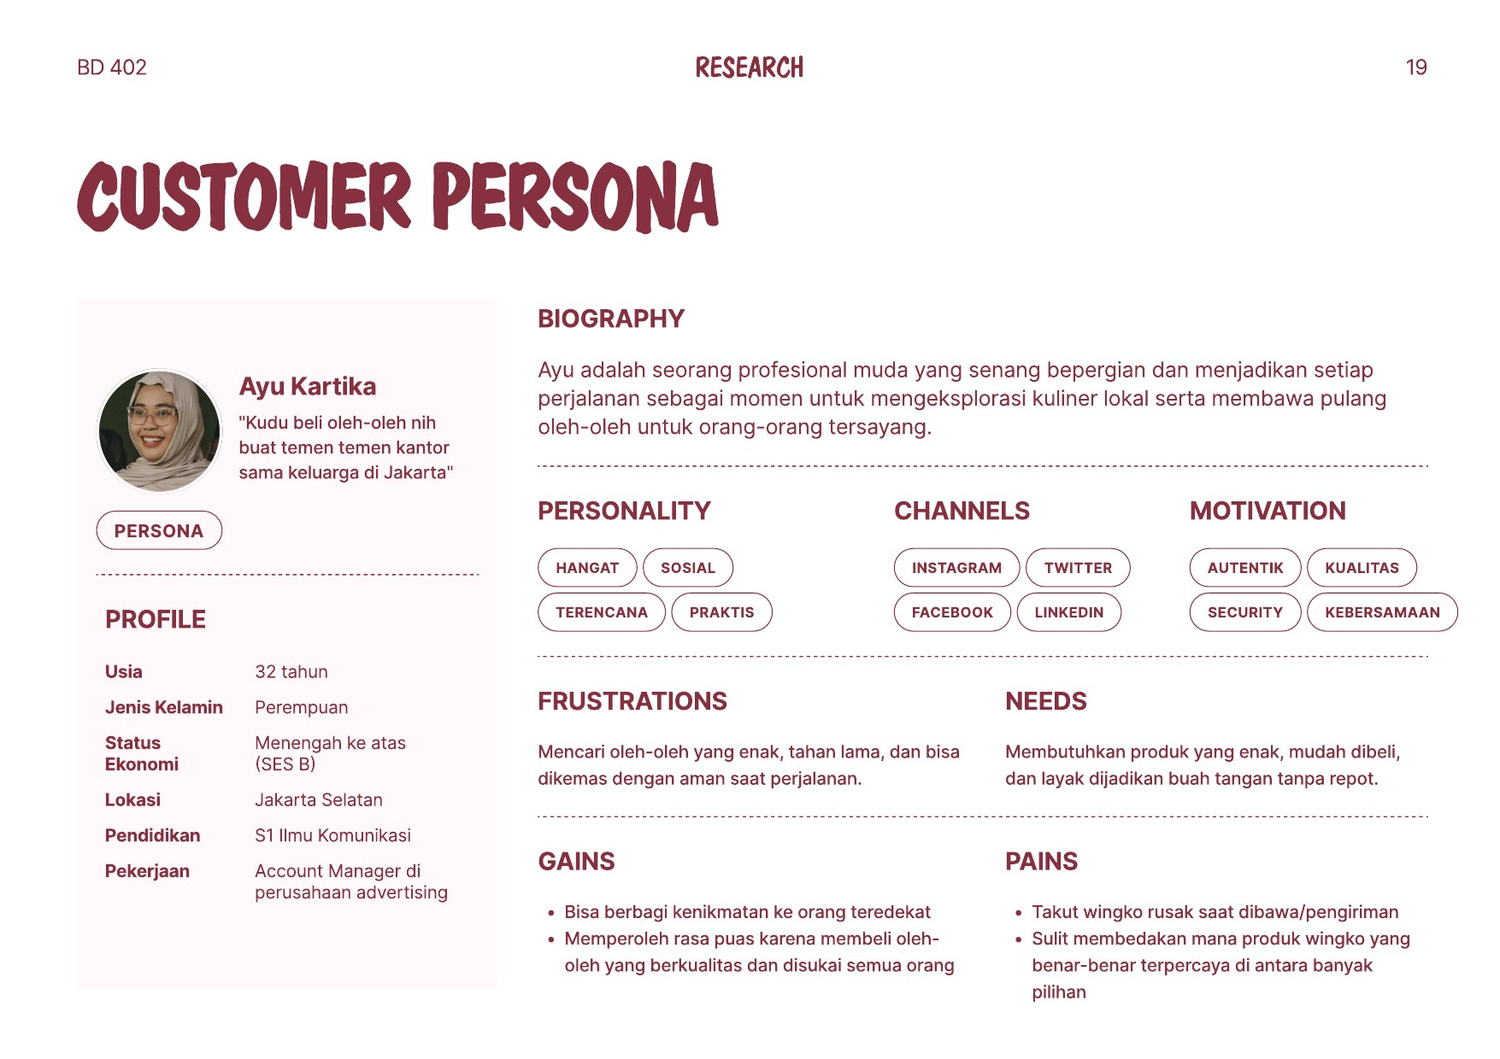 BD 402
RESEARCH
19
CUSTOMER PERSONA
Ayu Kartika
"Kudu beli oleh-oleh nih
buat temen temen kantor
sama keluarga di Jakarta"
PERSONA
PROFILE
Usia 32 tahun
Jenis Kelamin Perempuan
Status Menengah ke atas
Ekonomi (SES B)
Lokasi Jakarta Selatan
Pendidikan S1 Ilmu Komunikasi
Pekerjaan Account Manager di
perusahaan advertising
BIOGRAPHY
Ayu adalah seorang profesional muda yang senang bepergian dan menjadikan setiap
perjalanan sebagai momen untuk mengeksplorasi kuliner lokal serta membawa pulang
oleh-oleh untuk orang-orang tersayang.
PERSONALITY
HANGAT SOSIAL
TERENCANA PRAKTIS
CHANNELS
INSTAGRAM TWITTER
FACEBOOK LINKEDIN
MOTIVATION
AUTENTIK KUALITAS
SECURITY KEBERSAMAAN
FRUSTRATIONS
Mencari oleh-oleh yang enak, tahan lama, dan bisa
dikemas dengan aman saat perjalanan.
NEEDS
Membutuhkan produk yang enak, mudah dibeli,
dan layak dijadikan buah tangan tanpa repot.
GAINS
• Bisa berbagi kenikmatan ke orang teredekat
• Memperoleh rasa puas karena membeli oleh-
oleh yang berkualitas dan disukai semua orang
PAINS
• Takut wingko rusak saat dibawa/pengiriman
• Sulit membedakan mana produk wingko yang
benar-benar terpercaya di antara banyak
pilihan